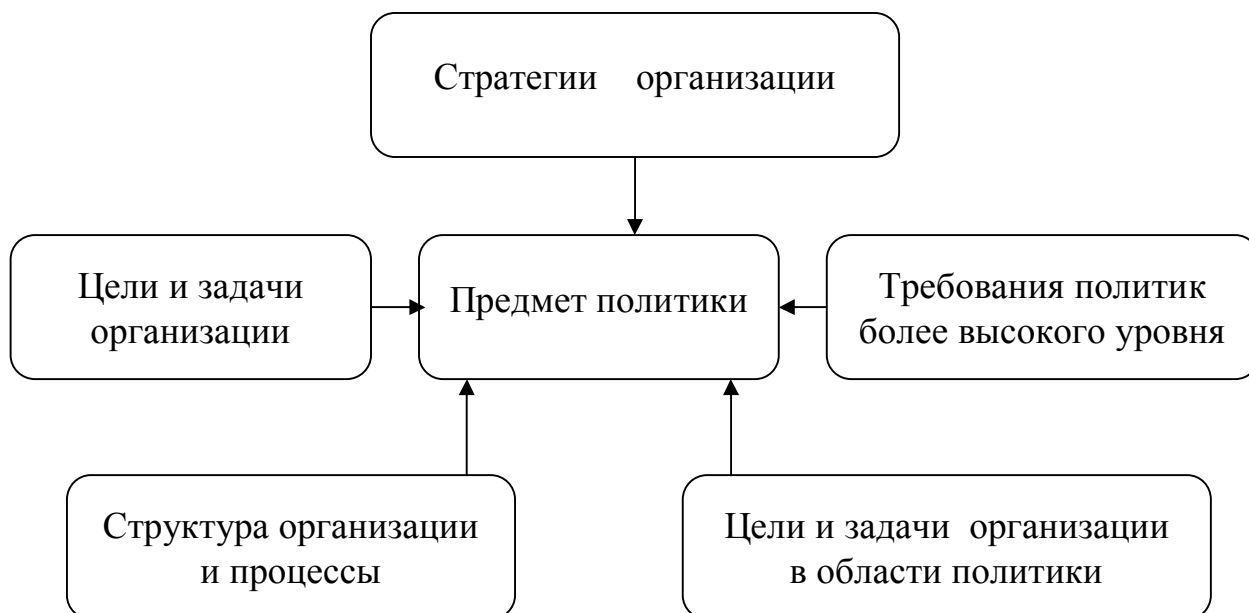 Стратегии организации
Цели и задачи
организации
Предмет политики
Требования политик
более высокого уровня
Структура организации
и процессы
Цели и задачи организации
в области политики